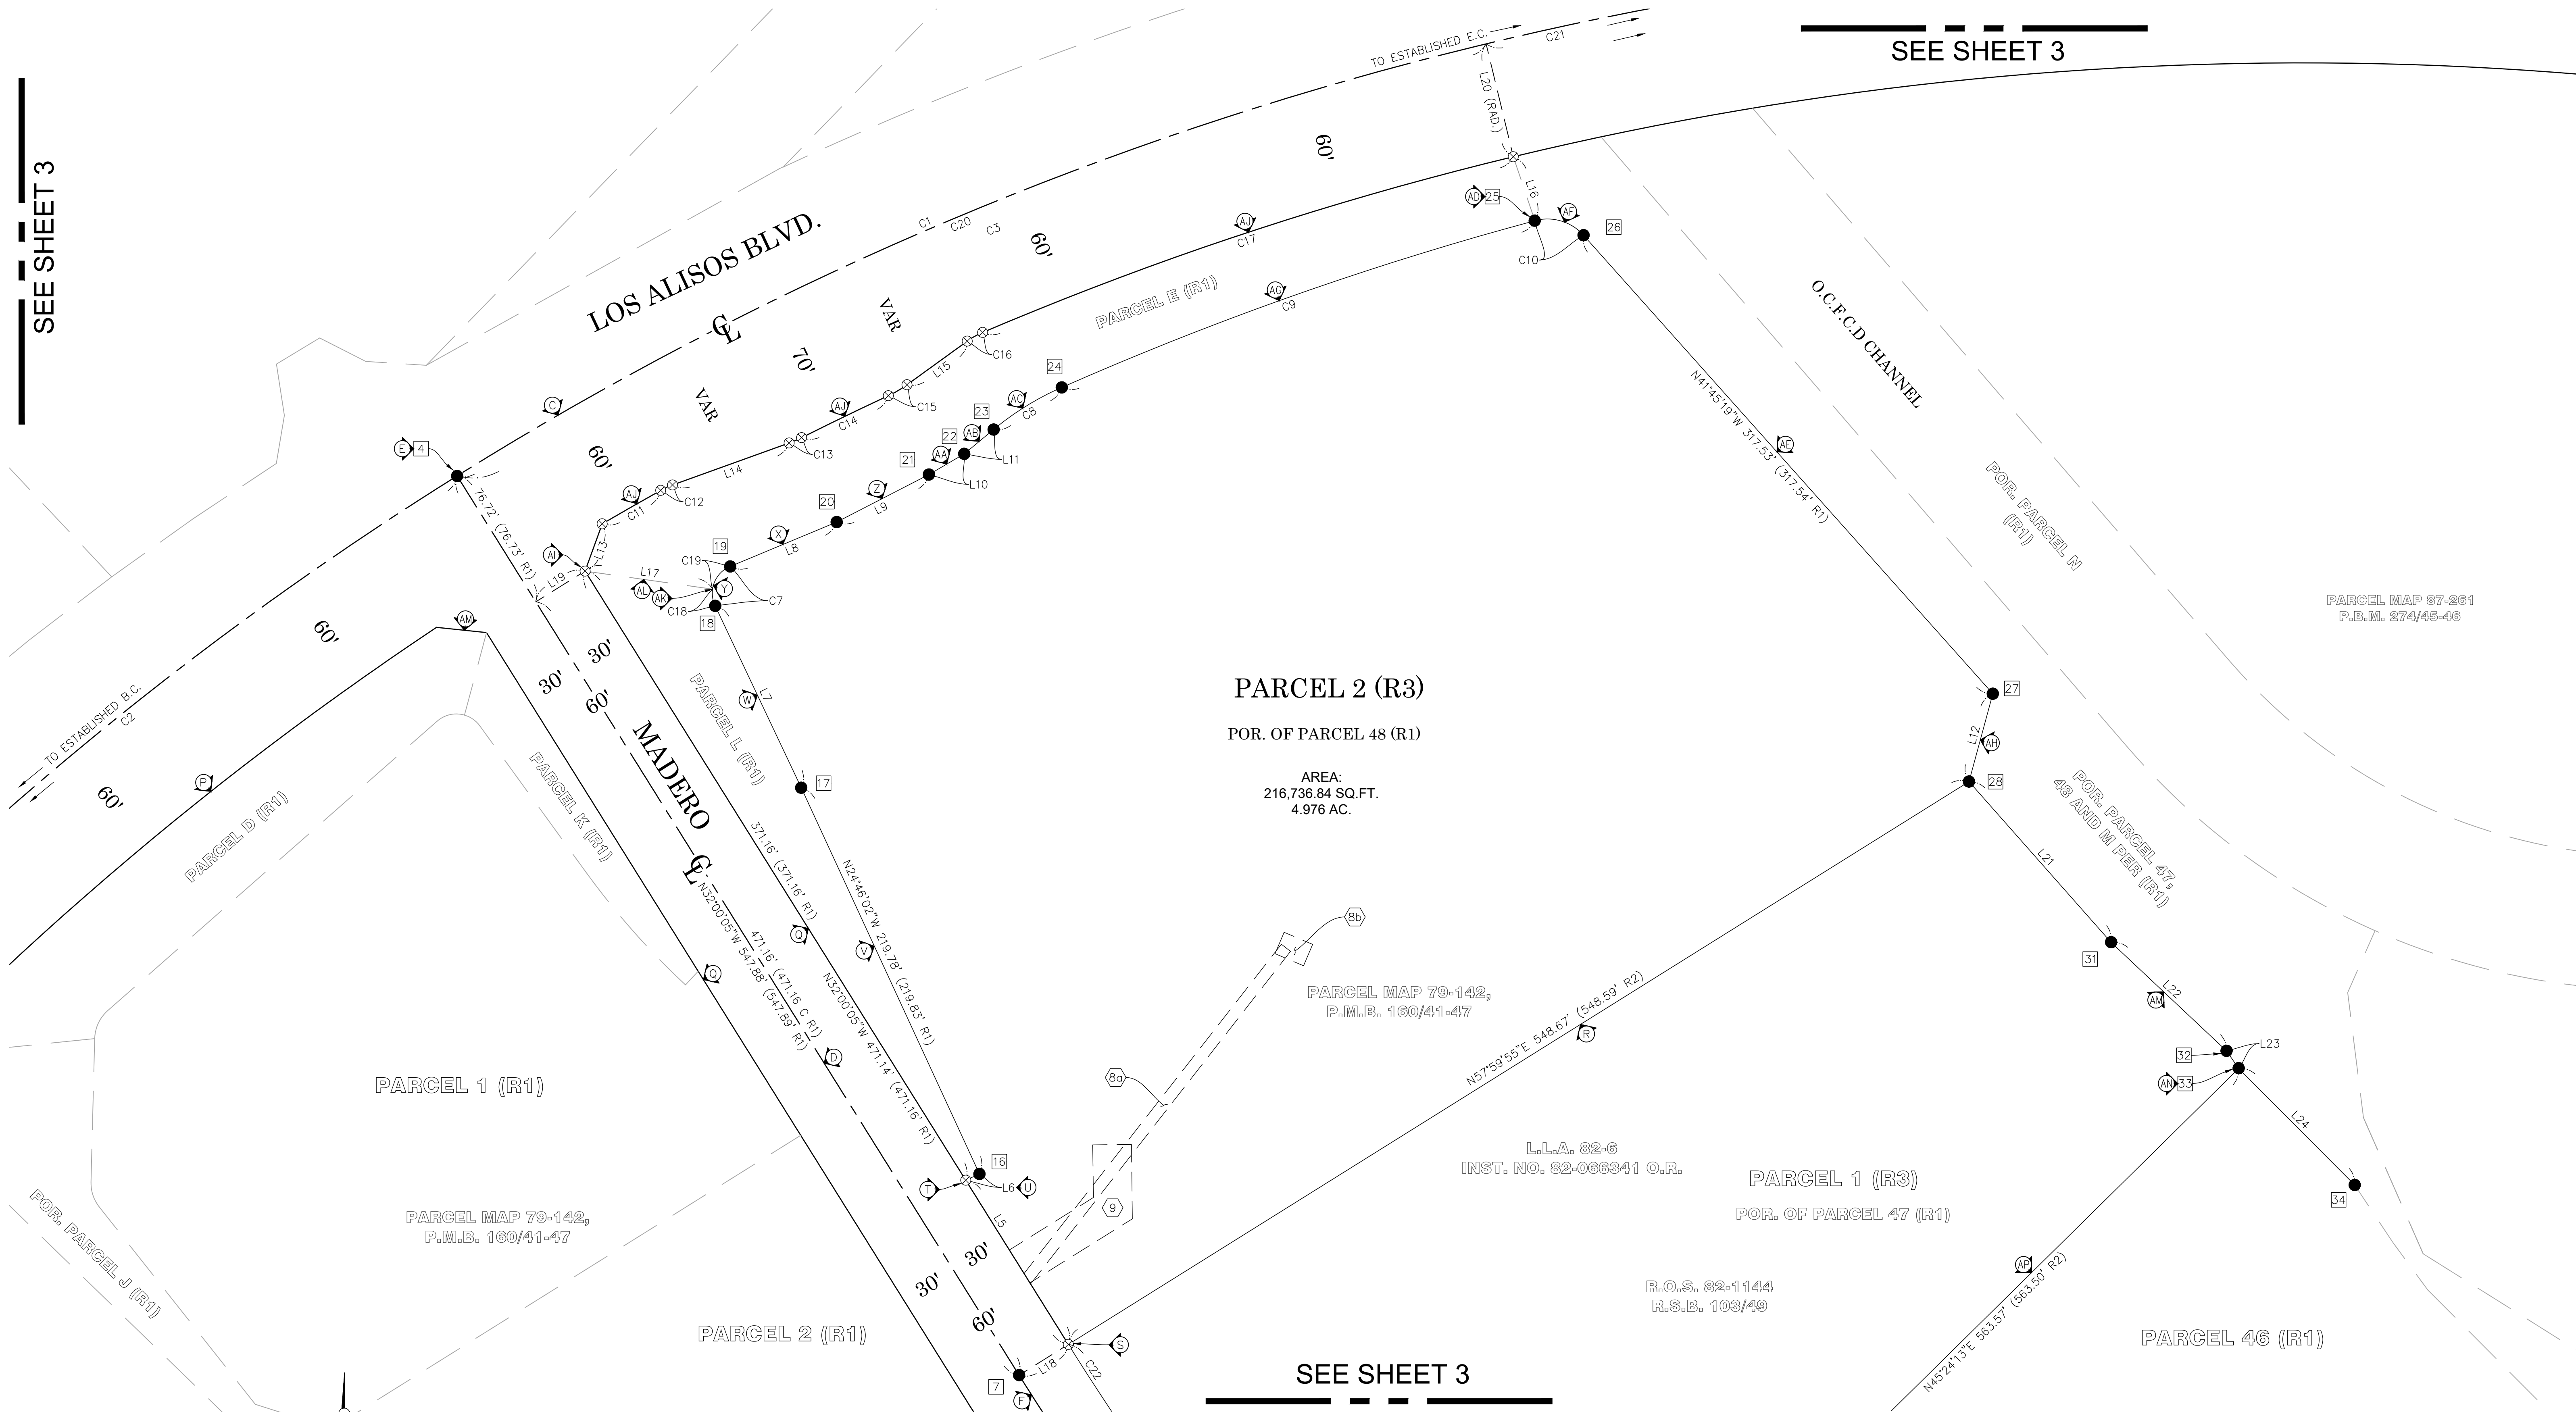 SEE SHEET 3
SEE SHEET 3
TO ESTABLISHED E.C.
C21
L20 (RAD.)
60'
L16
AD
25
AF
26
C10
C1
C20
C3
LOS ALISOS BLVD.
60'
AJ
C17
VAR
PARCEL E (R1)
AG
C9
O.C.F.C.D CHANNEL
CL
70'
C16
L15
24
N41°45'19"W 317.53' (317.54' R1)
AE
C
VAR
AJ
C15
C14
AC
C8
23
AB
22
E
4
60'
C13
AA
21
L11
L14
L10
POR. PARCEL N
(R1)
76.72' (76.73' R1)
AJ
C12
C11
Z
20
L9
AI
L13
19
X
L8
C19
L17
L19
AL
AK
Y
C18
C7
18
PARCEL MAP 87-261
P.B.M. 274/45-46
AM
60'
30'
30'
60'
TO ESTABLISHED B.C.
C2
W
L7
PARCEL L (R1)
PARCEL 2 (R3)
27
POR. OF PARCEL 48 (R1)
L12
AH
MADERO
PARCEL K (R1)
P
60'
17
AREA:
216,736.84 SQ.FT.
4.976 AC.
28
POR. PARCEL 47,
48 AND M PER (R1)
PARCEL D (R1)
371.16' (371.16' R1)
CL
L21
N24°46'02"W 219.78' (219.83' R1)
8b
Q
V
31
471.16' (471.16 C R1)
N32°00'05"W 547.88' (547.89' R1)
Q
N32°00'05"W 471.14' (471.16' R1)
PARCEL MAP 79-142,
P.M.B. 160/41-47
N57°59'55"E 548.67' (548.59' R2)
R
AM
L22
D
L23
32
8a
AN
33
PARCEL 1 (R1)
L24
16
L.L.A. 82-6
INST. NO. 82-066341 O.R.
PARCEL 1 (R3)
T
L6
U
34
POR. PARCEL J (R1)
PARCEL MAP 79-142,
P.M.B. 160/41-47
9
POR. OF PARCEL 47 (R1)
L5
30'
30'
AP
N45°24'13"E 563.57' (563.50' R2)
R.O.S. 82-1144
R.S.B. 103/49
60'
PARCEL 2 (R1)
S
PARCEL 46 (R1)
L18
C22
7
F
SEE SHEET 3